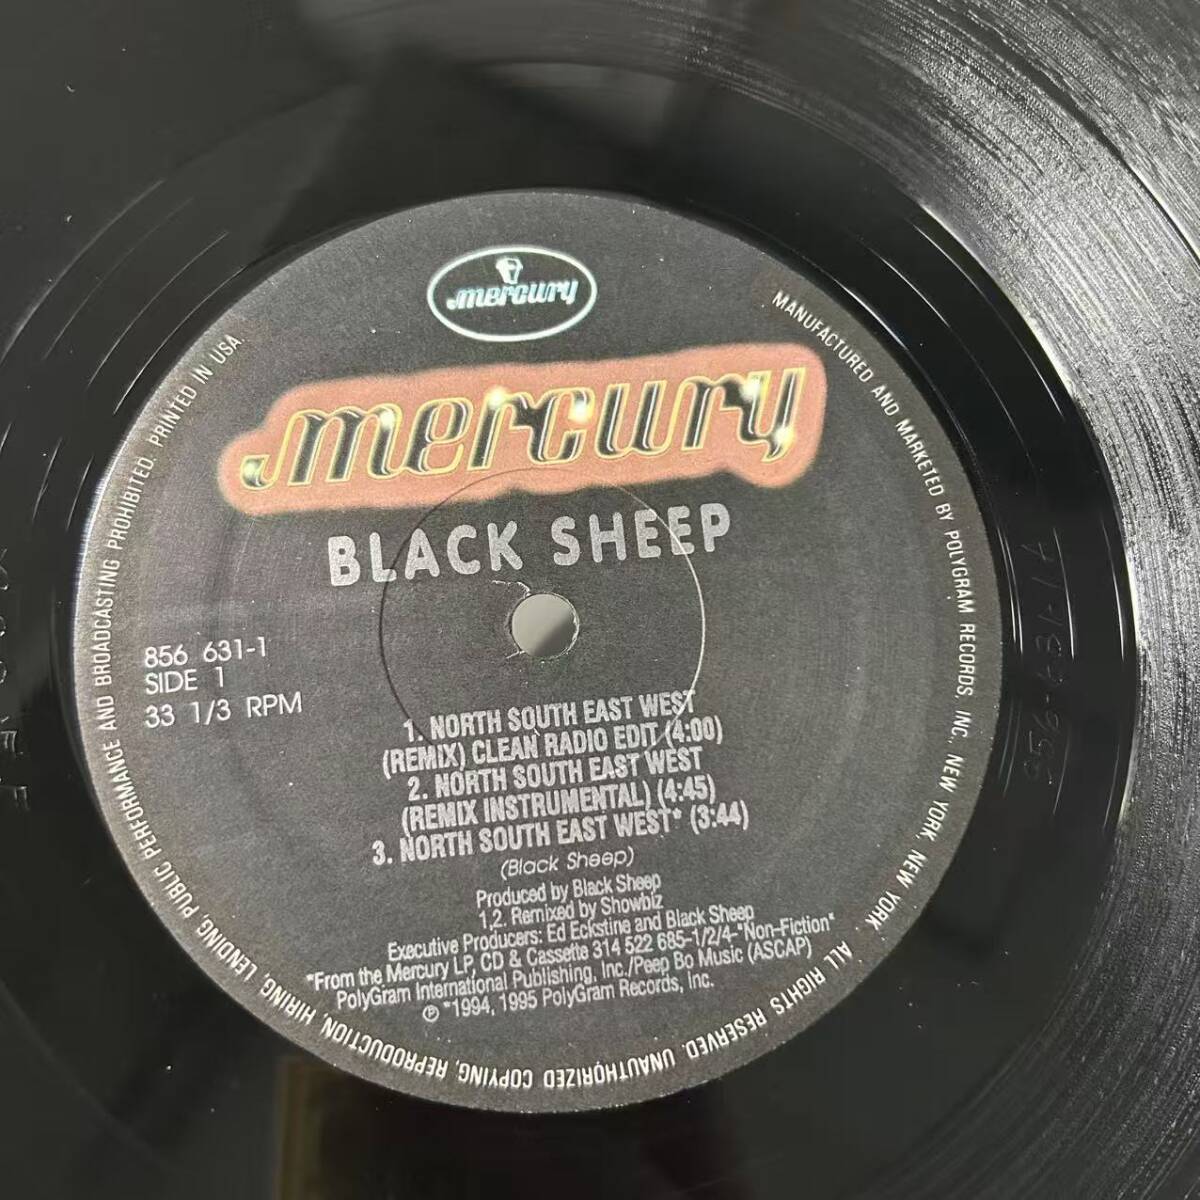 mercury
mercury
BLACK SHEEP
856 631-1
SIDE 1
33 1/3 RPM
1. NORTH SOUTH EAST WEST
(REMIX) CLEAN RADIO EDIT (4:00)
2. NORTH SOUTH EAST WEST
(REMIX INSTRUMENTAL) (4:45)
3. NORTH SOUTH EAST WEST* (3:44)
(Black Sheep)
Produced by Black Sheep
1,2. Remixed by Showbiz
Executive Producers: Ed Eckstine and Black Sheep
*From the Mercury LP, CD & Cassette 314 522 685-1/2/4-"Non-Fiction"
PolyGram International Publishing, Inc./Peep Bo Music (ASCAP)
℗ *1994, 1995 PolyGram Records, Inc.
MANUFACTURED AND MARKETED BY POLYGRAM RECORDS, INC. NEW YORK, NEW YORK. ALL RIGHTS RESERVED. UNAUTHORIZED COPYING, REPRODUCTION, HIRING, LENDING, PUBLIC PERFORMANCE AND BROADCASTING PROHIBITED. PRINTED IN USA.